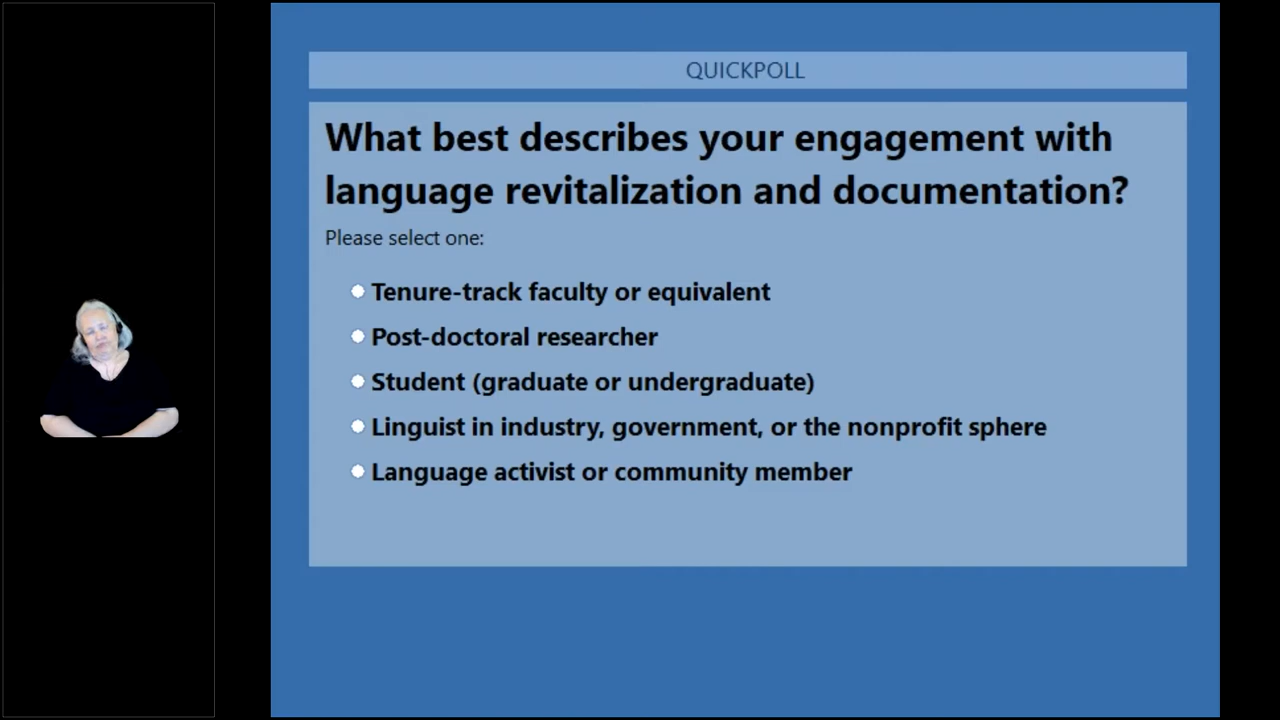 QUICKPOLL
What best describes your engagement with
language revitalization and documentation?
Please select one:
Tenure-track faculty or equivalent
Post-doctoral researcher
Student (graduate or undergraduate)
Linguist in industry, government, or the nonprofit sphere
Language activist or community member